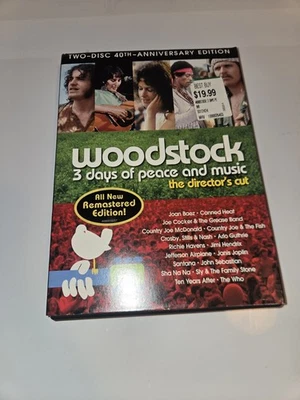 TWO-DISC 40TH-ANNIVERSARY EDITION
BEST BUY
$19.99
woodstock
3 days of peace and music
the director's cut
All New
Remastered
Edition!
Joan Baez • Canned Heat
Joe Cocker & the Grease Band
Country Joe McDonald • Country Joe & The Fish
Crosby, Stills & Nash • Arlo Guthrie
Richie Havens • Jimi Hendrix
Jefferson Airplane • Janis Joplin
Santana • John Sebastian
Sha Na Na • Sly & The Family Stone
Ten Years After • The Who